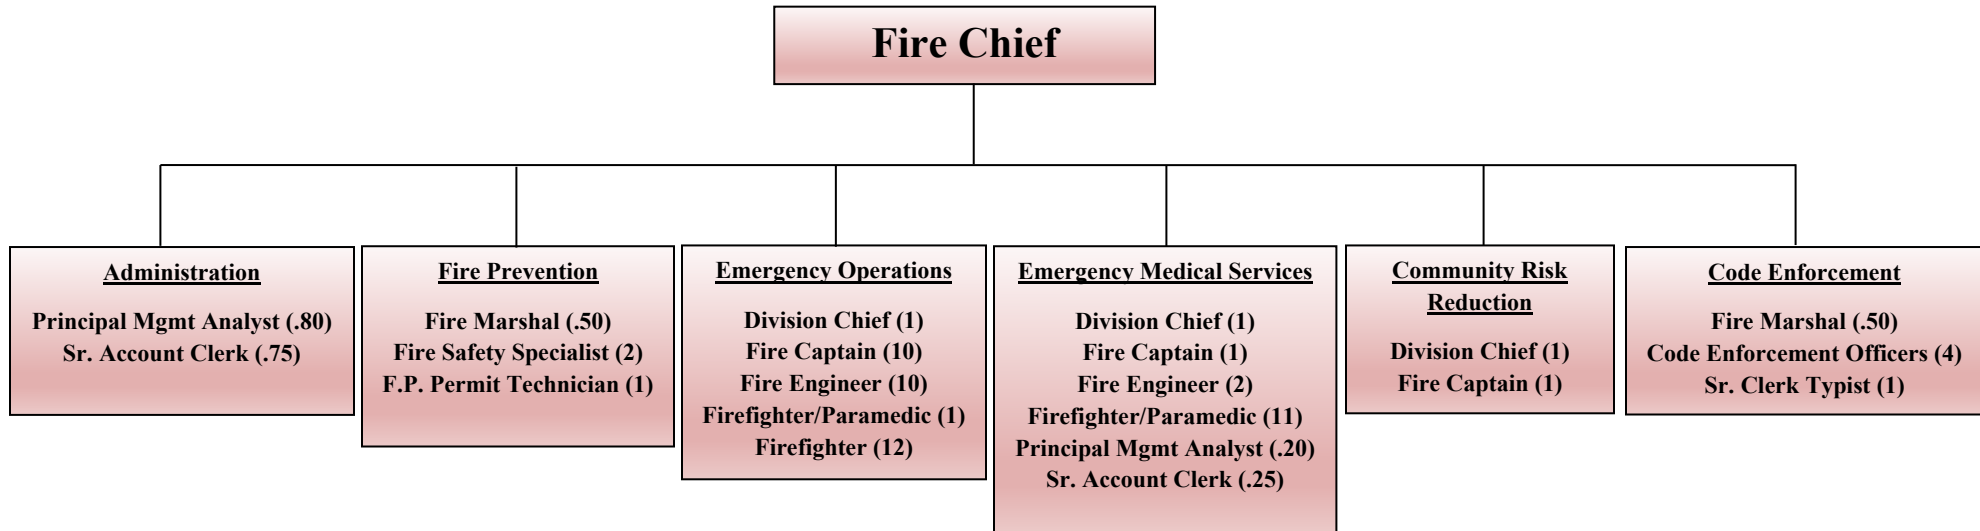 Fire Chief
Administration
Principal Mgmt Analyst (.80)
Sr. Account Clerk (.75)
Fire Prevention
Fire Marshal (.50)
Fire Safety Specialist (2)
F.P. Permit Technician (1)
Emergency Operations
Division Chief (1)
Fire Captain (10)
Fire Engineer (10)
Firefighter/Paramedic (1)
Firefighter (12)
Emergency Medical Services
Division Chief (1)
Fire Captain (1)
Fire Engineer (2)
Firefighter/Paramedic (11)
Principal Mgmt Analyst (.20)
Sr. Account Clerk (.25)
Community Risk
Reduction
Division Chief (1)
Fire Captain (1)
Code Enforcement
Fire Marshal (.50)
Code Enforcement Officers (4)
Sr. Clerk Typist (1)